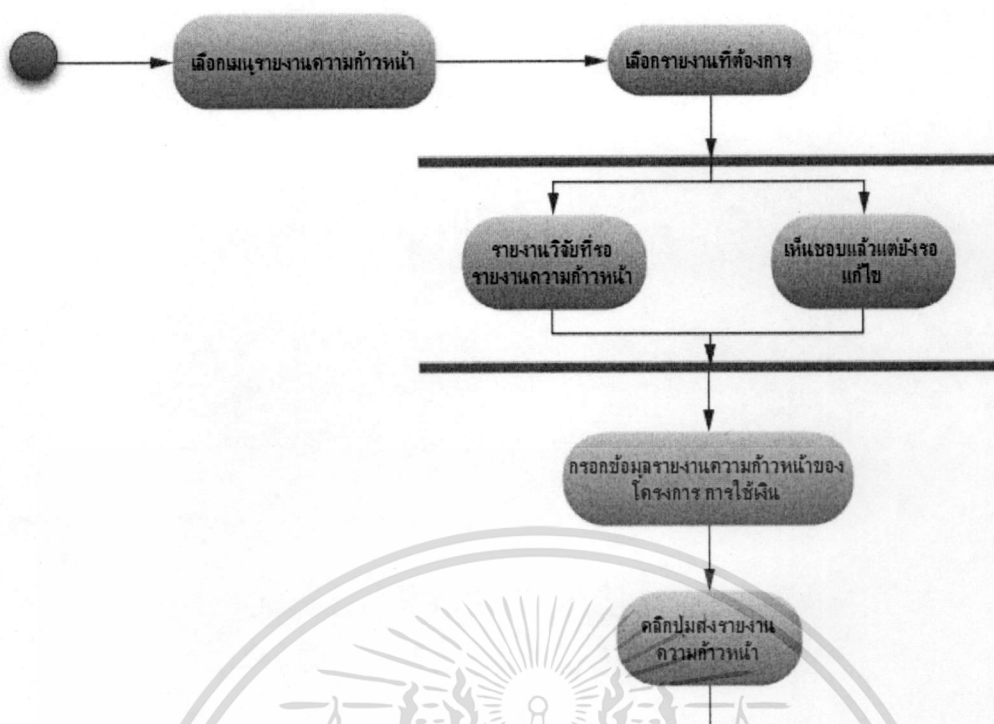 เลือกเมนูรายงานความก้าวหน้า
เลือกรายงานที่ต้องการ
รายงานวิจัยที่รอ
รายงานความก้าวหน้า
เห็นชอบแล้วแต่ยังรอ
แก้ไข
กรอกข้อมูลรายงานความก้าวหน้าของ
โครงการ การใช้เงิน
คลิกปุ่มส่งรายงาน
ความก้าวหน้า